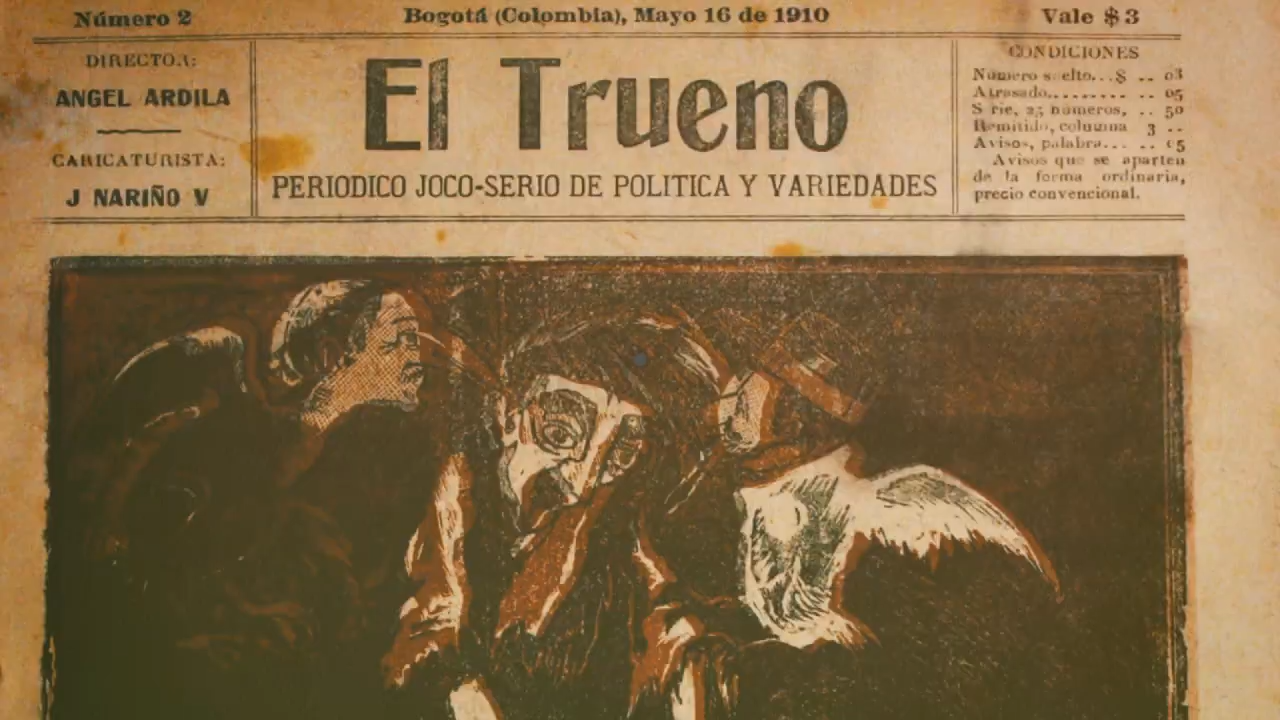 Número 2
Bogotá (Colombia), Mayo 16 de 1910
Vale $ 3
DIRECTOR:
ANGEL ARDILA
CARICATURISTA:
J NARIÑO V
El Trueno
PERIODICO JOCO-SERIO DE POLITICA Y VARIEDADES
CONDICIONES
Número suelto...$ .. 03
Atrasado........ .. 05
Serie, 25 números, .. 50
Remitido, columna 3 ..
Avisos, palabra... .. 05
Avisos que se aparten
de la forma ordinaria,
precio convencional.